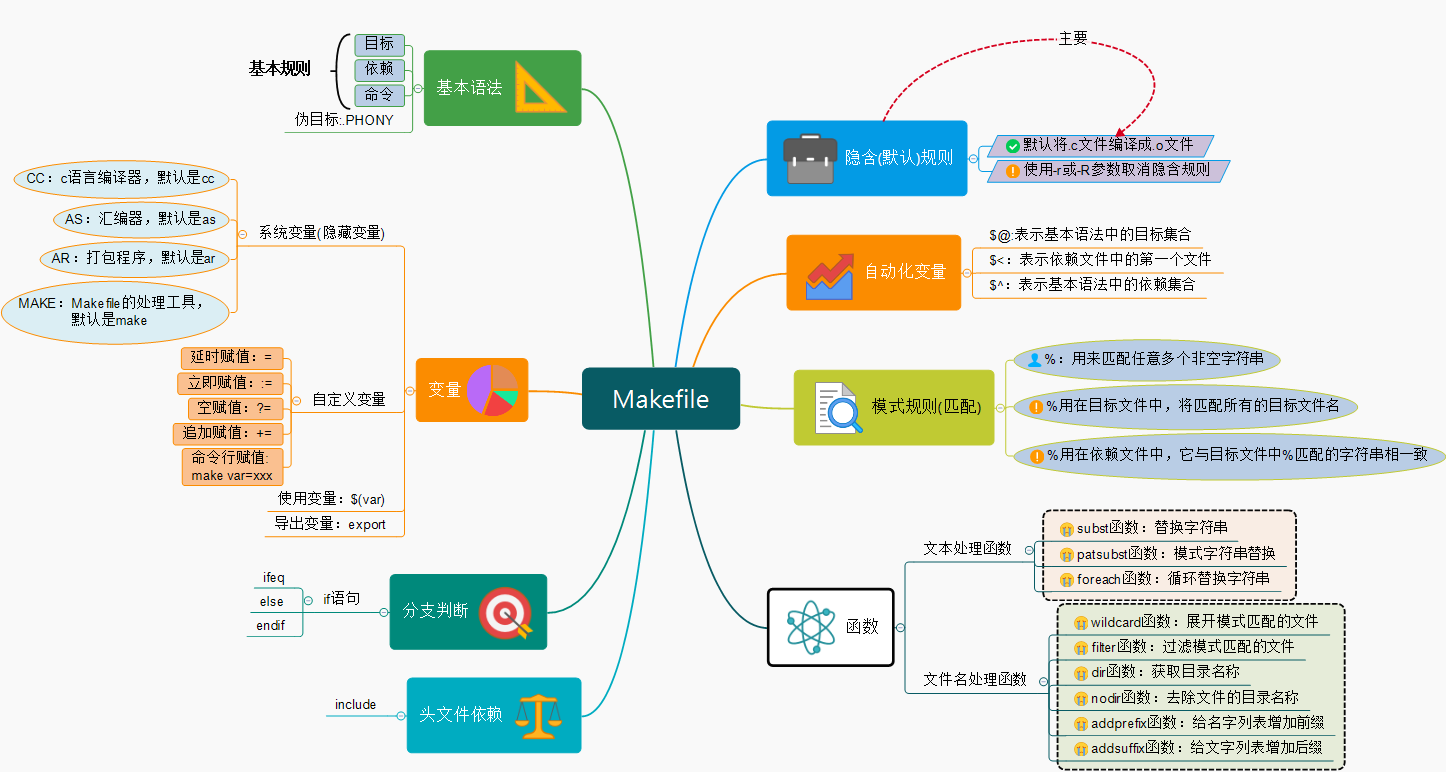 Makefile
基本语法
基本规则
目标
依赖
命令
伪目标:.PHONY
变量
系统变量(隐藏变量)
CC：c语言编译器，默认是cc
AS：汇编器，默认是as
AR：打包程序，默认是ar
MAKE：Makefile的处理工具，
默认是make
自定义变量
延时赋值：=
立即赋值：:=
空赋值：?=
追加赋值：+=
命令行赋值:
make var=xxx
使用变量：$(var)
导出变量：export
分支判断
if语句
ifeq
else
endif
头文件依赖
include
主要
隐含(默认)规则
默认将.c文件编译成.o文件
使用-r或-R参数取消隐含规则
自动化变量
$@:表示基本语法中的目标集合
$<：表示依赖文件中的第一个文件
$^：表示基本语法中的依赖集合
模式规则(匹配)
%：用来匹配任意多个非空字符串
%用在目标文件中，将匹配所有的目标文件名
%用在依赖文件中，它与目标文件中%匹配的字符串相一致
函数
文本处理函数
subst函数：替换字符串
patsubst函数：模式字符串替换
foreach函数：循环替换字符串
文件名处理函数
wildcard函数：展开模式匹配的文件
filter函数：过滤模式匹配的文件
dir函数：获取目录名称
nodir函数：去除文件的目录名称
addprefix函数：给名字列表增加前缀
addsuffix函数：给文字列表增加后缀